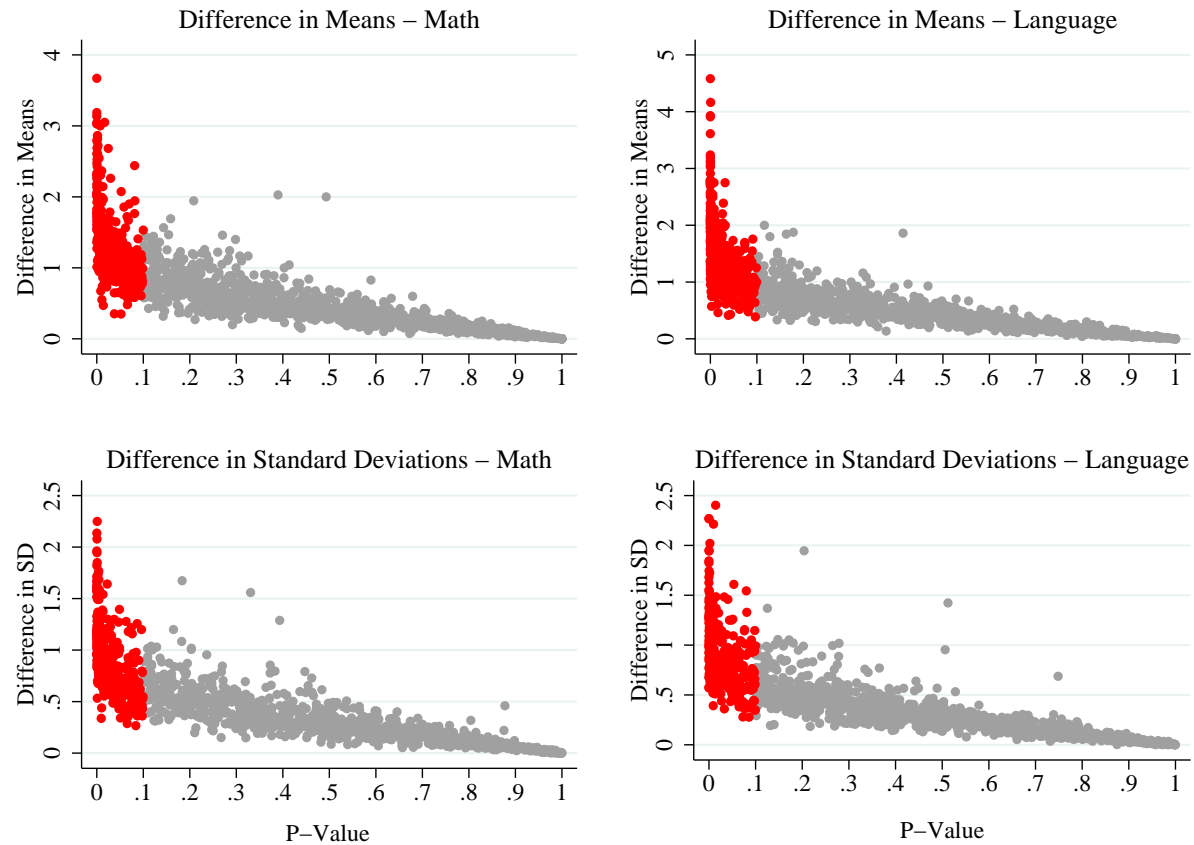 Difference in Means – Math
Difference in Means
4
3
2
1
0
0 .1 .2 .3 .4 .5 .6 .7 .8 .9 1
Difference in Means – Language
Difference in Means
5
4
3
2
1
0
0 .1 .2 .3 .4 .5 .6 .7 .8 .9 1
Difference in Standard Deviations – Math
Difference in SD
2.5
2
1.5
1
.5
0
0 .1 .2 .3 .4 .5 .6 .7 .8 .9 1
P–Value
Difference in Standard Deviations – Language
Difference in SD
2.5
2
1.5
1
.5
0
0 .1 .2 .3 .4 .5 .6 .7 .8 .9 1
P–Value